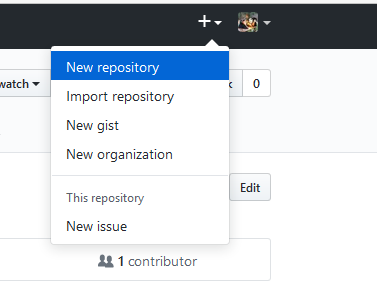 New repository
watch
k
0
Import repository
New gist
New organization
This repository
Edit
New issue
1 contributor